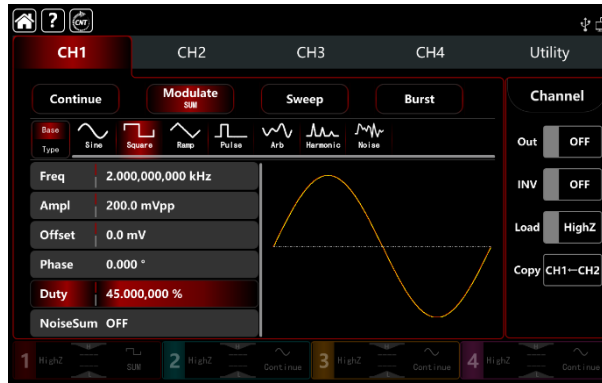 ? CNT
CH1 CH2 CH3 CH4 Utility
Continue Modulate SUM Sweep Burst Channel
Base Type Sine Square Ramp Pulse Arb Harmonic Noise
Out OFF
Freq 2.000,000,000 kHz
Ampl 200.0 mVpp
INV OFF
Offset 0.0 mV
Load HighZ
Phase 0.000 °
Copy CH1←CH2
Duty 45.000,000 %
NoiseSum OFF
1 HighZ SUM 2 HighZ Continue 3 HighZ Continue 4 HighZ Continue